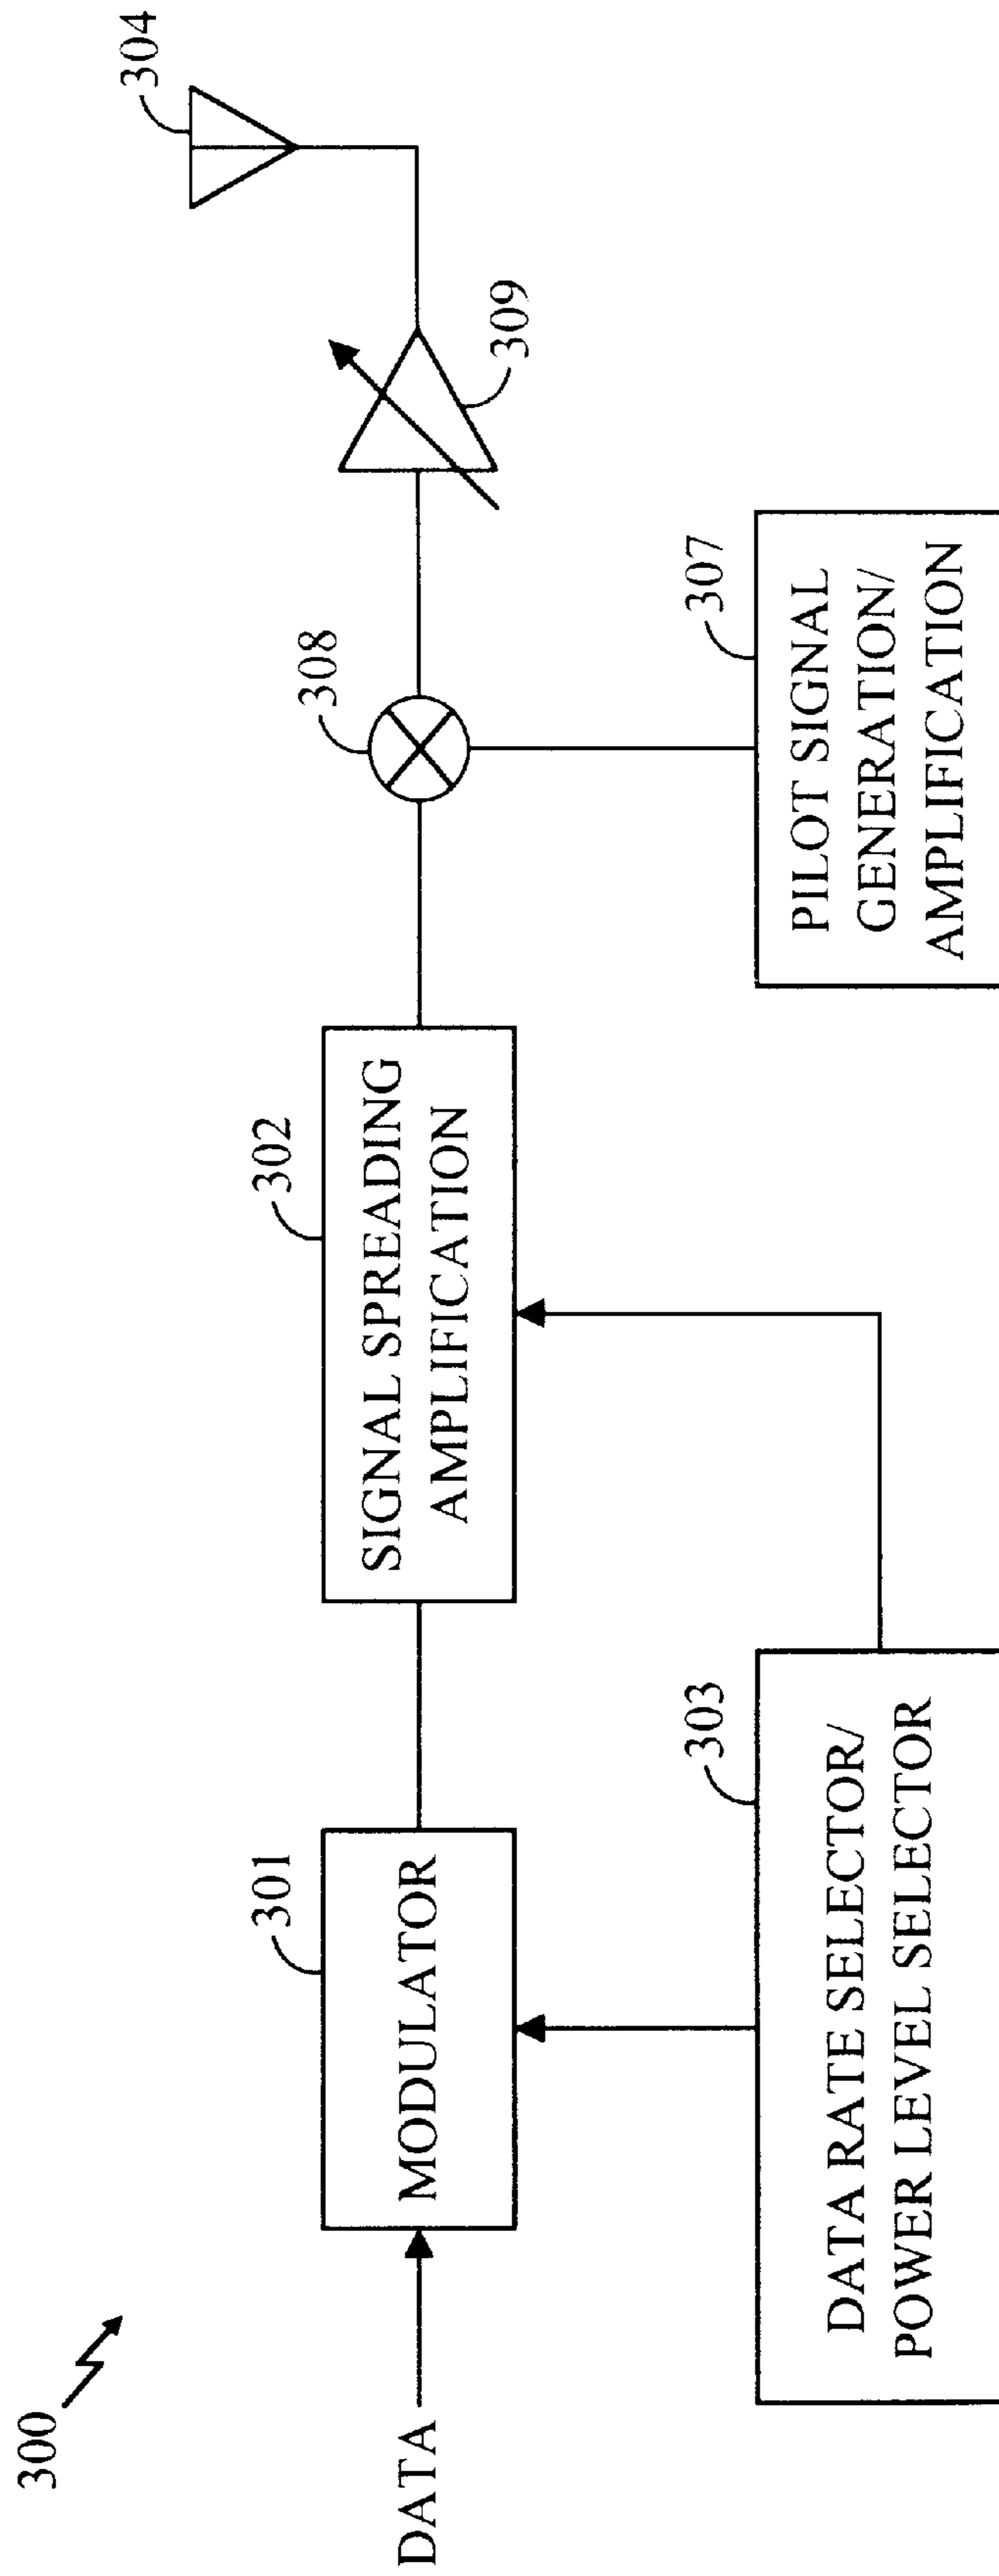 300
304
308
309
302
301
DATA
MODULATOR
SIGNAL SPREADING
AMPLIFICATION
303
307
DATA RATE SELECTOR/
POWER LEVEL SELECTOR
PILOT SIGNAL
GENERATION/
AMPLIFICATION